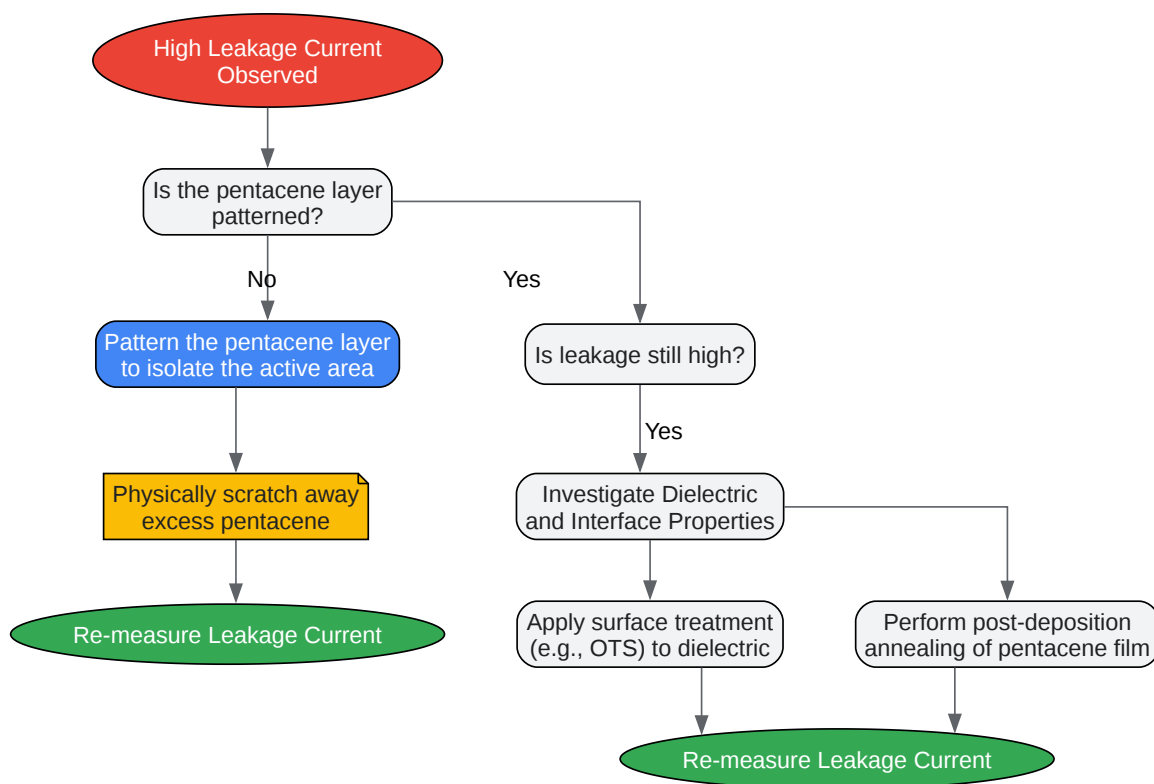 High Leakage Current
Observed
Is the pentacene layer
patterned?
No
Yes
Pattern the pentacene layer
to isolate the active area
Is leakage still high?
Yes
Physically scratch away
excess pentacene
Investigate Dielectric
and Interface Properties
Re-measure Leakage Current
Apply surface treatment
(e.g., OTS) to dielectric
Perform post-deposition
annealing of pentacene film
Re-measure Leakage Current